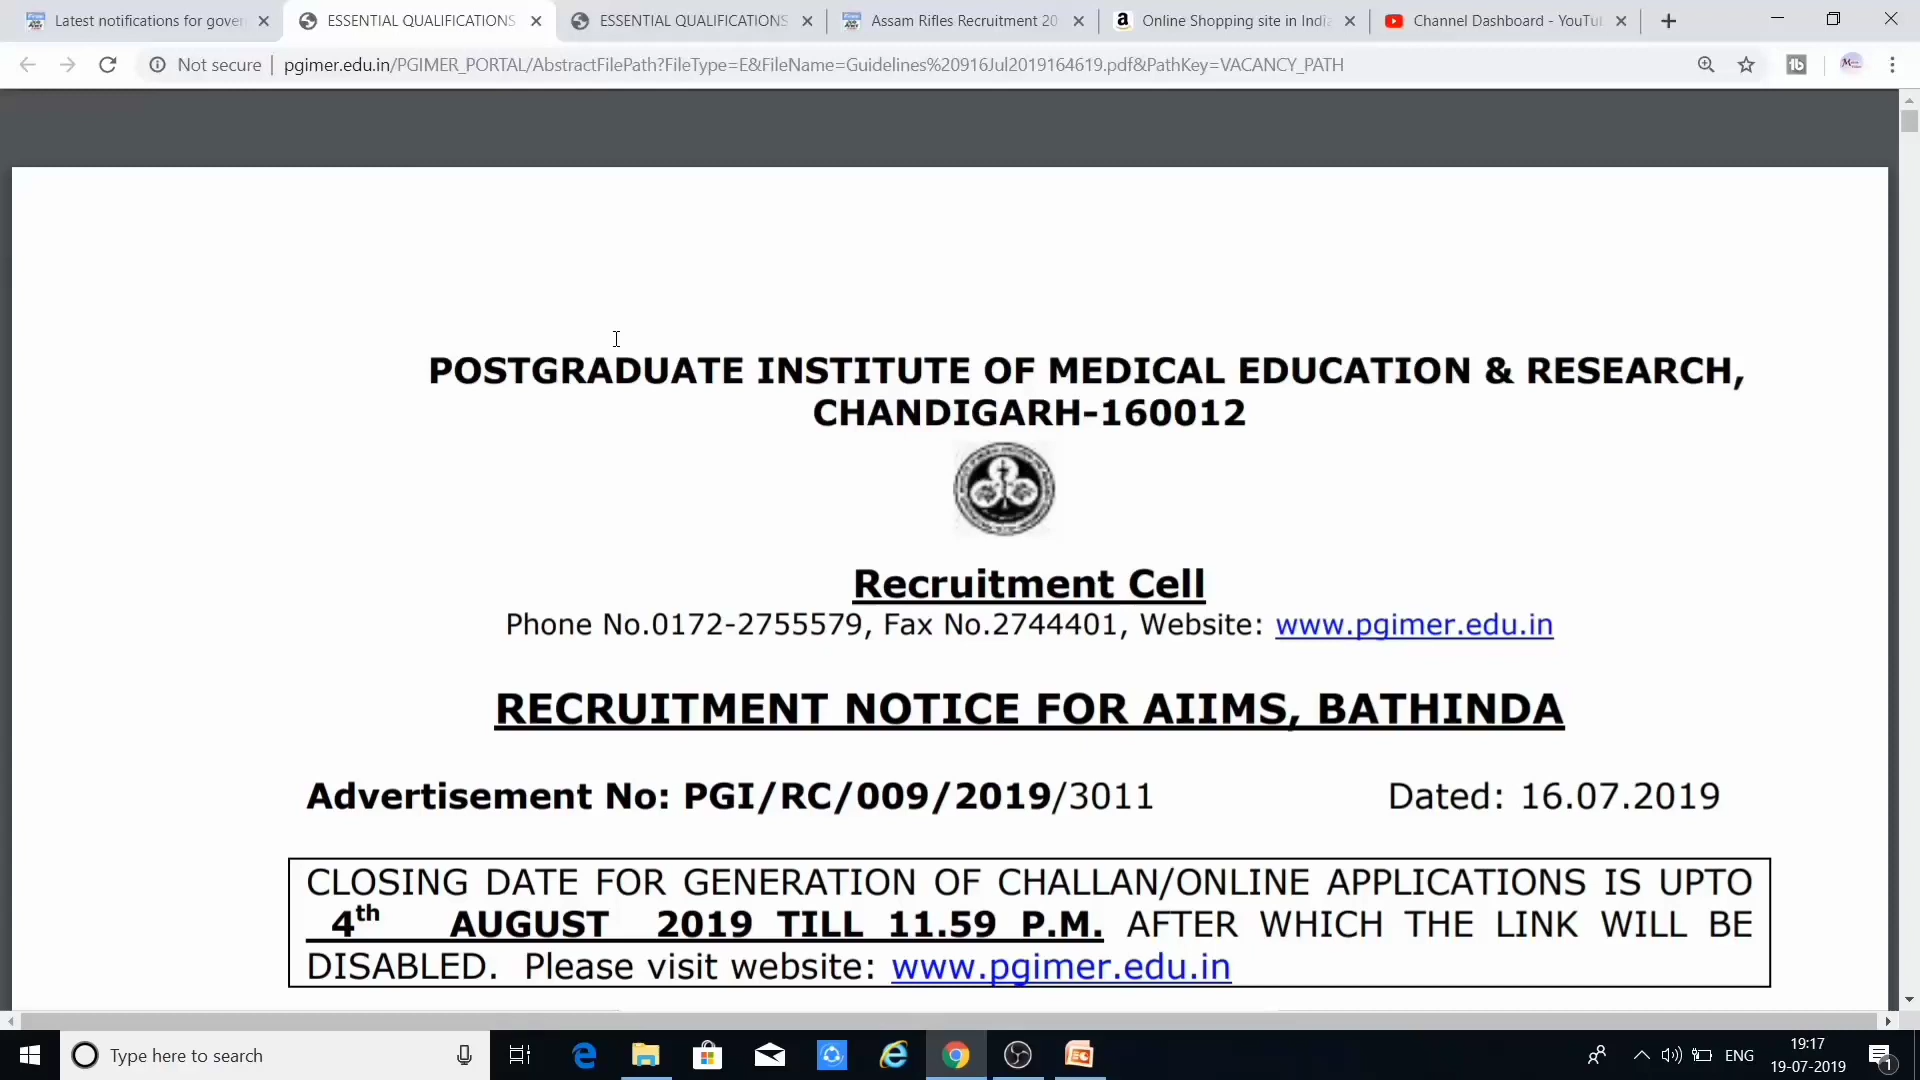 Latest notifications for gover
ESSENTIAL QUALIFICATIONS
ESSENTIAL QUALIFICATIONS
Assam Rifles Recruitment 20
Online Shopping site in India
Channel Dashboard - YouTu
Not secure
pgimer.edu.in/PGIMER_PORTAL/AbstractFilePath?FileType=E&FileName=Guidelines%20916Jul2019164619.pdf&PathKey=VACANCY_PATH
POSTGRADUATE INSTITUTE OF MEDICAL EDUCATION & RESEARCH,
CHANDIGARH-160012
Recruitment Cell
Phone No.0172-2755579, Fax No.2744401, Website: www.pgimer.edu.in
RECRUITMENT NOTICE FOR AIIMS, BATHINDA
Advertisement No: PGI/RC/009/2019/3011 Dated: 16.07.2019
CLOSING DATE FOR GENERATION OF CHALLAN/ONLINE APPLICATIONS IS UPTO
4th AUGUST 2019 TILL 11.59 P.M. AFTER WHICH THE LINK WILL BE
DISABLED. Please visit website: www.pgimer.edu.in
Type here to search
ENG
19:17
19-07-2019
1